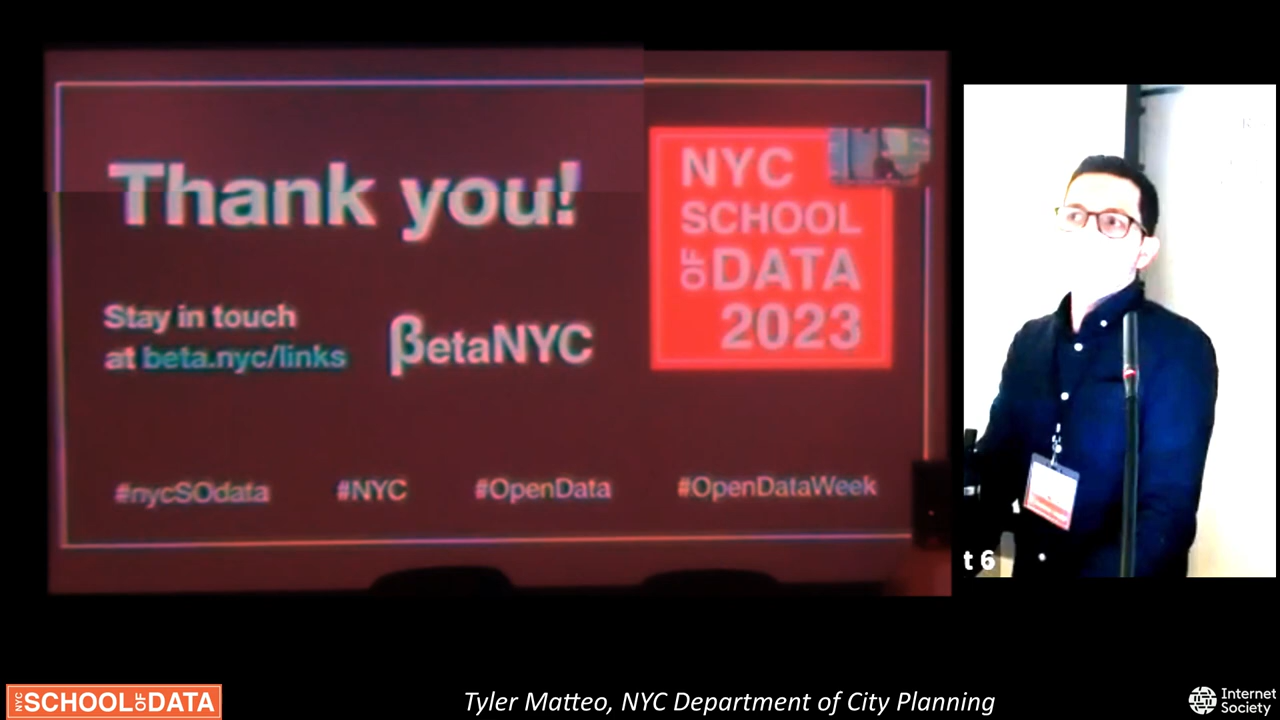 Thank you!
Stay in touch
at beta.nyc/links
βetaNYC
NYC
SCHOOL
OF DATA
2023
#nycSOdata
#NYC
#OpenData
#OpenDataWeek
t 6
NYC SCHOOL OF DATA
Tyler Matteo, NYC Department of City Planning
Internet
Society